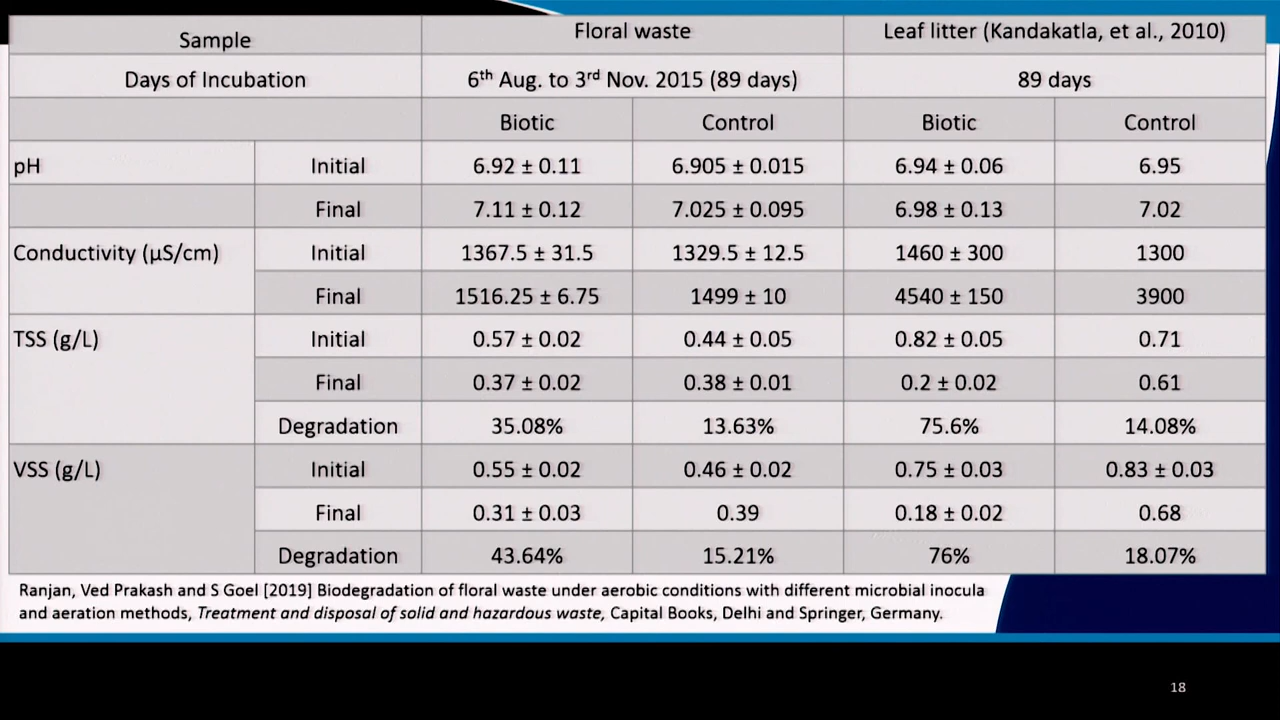 Sample Floral waste Leaf litter (Kandakatla, et al., 2010)
Days of Incubation 6th Aug. to 3rd Nov. 2015 (89 days) 89 days
Biotic Control Biotic Control
pH Initial 6.92 ± 0.11 6.905 ± 0.015 6.94 ± 0.06 6.95
Final 7.11 ± 0.12 7.025 ± 0.095 6.98 ± 0.13 7.02
Conductivity (µS/cm) Initial 1367.5 ± 31.5 1329.5 ± 12.5 1460 ± 300 1300
Final 1516.25 ± 6.75 1499 ± 10 4540 ± 150 3900
TSS (g/L) Initial 0.57 ± 0.02 0.44 ± 0.05 0.82 ± 0.05 0.71
Final 0.37 ± 0.02 0.38 ± 0.01 0.2 ± 0.02 0.61
Degradation 35.08% 13.63% 75.6% 14.08%
VSS (g/L) Initial 0.55 ± 0.02 0.46 ± 0.02 0.75 ± 0.03 0.83 ± 0.03
Final 0.31 ± 0.03 0.39 0.18 ± 0.02 0.68
Degradation 43.64% 15.21% 76% 18.07%
Ranjan, Ved Prakash and S Goel [2019] Biodegradation of floral waste under aerobic conditions with different microbial inocula
and aeration methods, Treatment and disposal of solid and hazardous waste, Capital Books, Delhi and Springer, Germany.
18